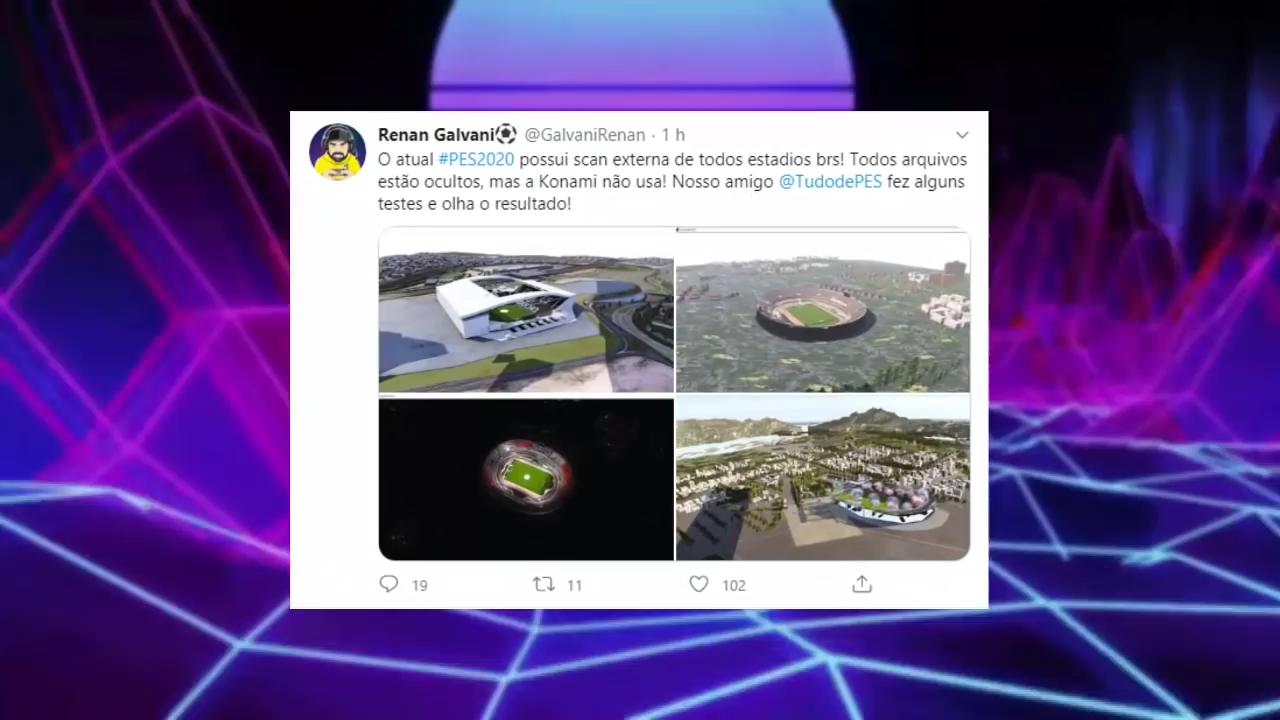 Renan Galvani⚽ @GalvaniRenan · 1 h
O atual #PES2020 possui scan externa de todos estadios brs! Todos arquivos
estão ocultos, mas a Konami não usa! Nosso amigo @TudodePES fez alguns
testes e olha o resultado!
19 11 102